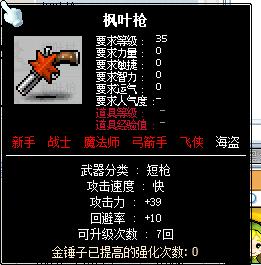 枫叶枪
要求等级： 35
要求力量： 0
要求敏捷： 0
要求智力： 0
要求运气： 0
要求人气度： -
道具等级： -
道具经验值： -
新手 战士 魔法师 弓箭手 飞侠 海盗
武器分类： 短枪
攻击速度： 快
攻击力： +39
回避率： +10
可升级次数： 7回
金锤子已提高的强化次数: 0